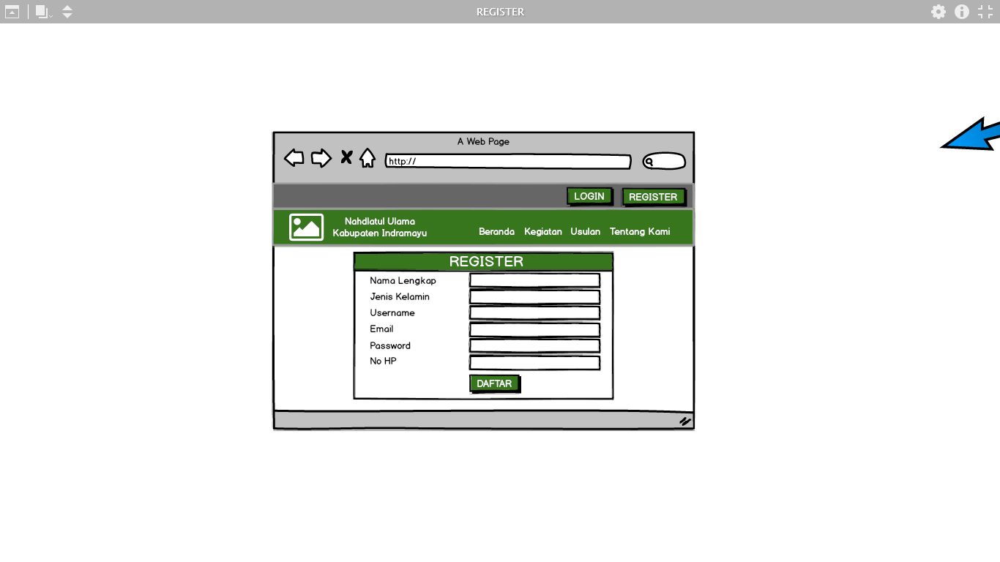 REGISTER
A Web Page
http://
LOGIN
REGISTER
Nahdlatul Ulama
Kabupaten Indramayu
Beranda Kegiatan Usulan Tentang Kami
REGISTER
Nama Lengkap
Jenis Kelamin
Username
Email
Password
No HP
DAFTAR